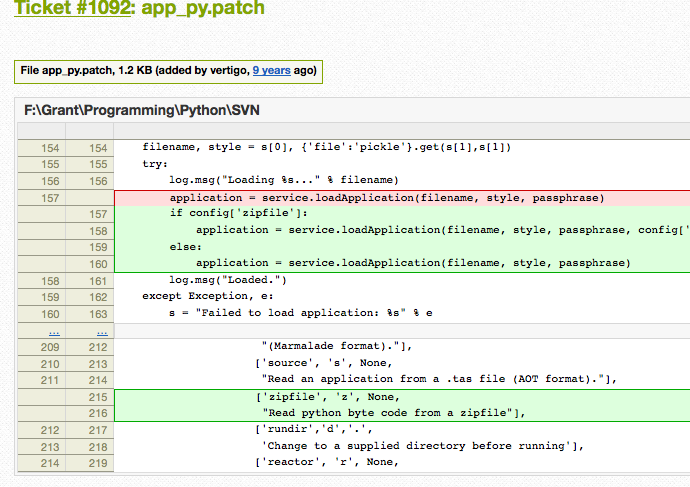 Ticket #1092: app_py.patch
File app_py.patch, 1.2 KB (added by vertigo, 9 years ago)
F:\Grant\Programming\Python\SVN
154 154 filename, style = s[0], {'file':'pickle'}.get(s[1],s[1])
155 155 try:
156 156 log.msg("Loading %s..." % filename)
157 application = service.loadApplication(filename, style, passphrase)
157 if config['zipfile']:
158 application = service.loadApplication(filename, style, passphrase, config['
159 else:
160 application = service.loadApplication(filename, style, passphrase)
158 161 log.msg("Loaded.")
159 162 except Exception, e:
160 163 s = "Failed to load application: %s" % e
... ...
209 212 "(Marmalade format)."],
210 213 ['source', 's', None,
211 214 "Read an application from a .tas file (AOT format)."],
215 ['zipfile', 'z', None,
216 "Read python byte code from a zipfile"],
212 217 ['rundir','d','.',
213 218 'Change to a supplied directory before running'],
214 219 ['reactor', 'r', None,